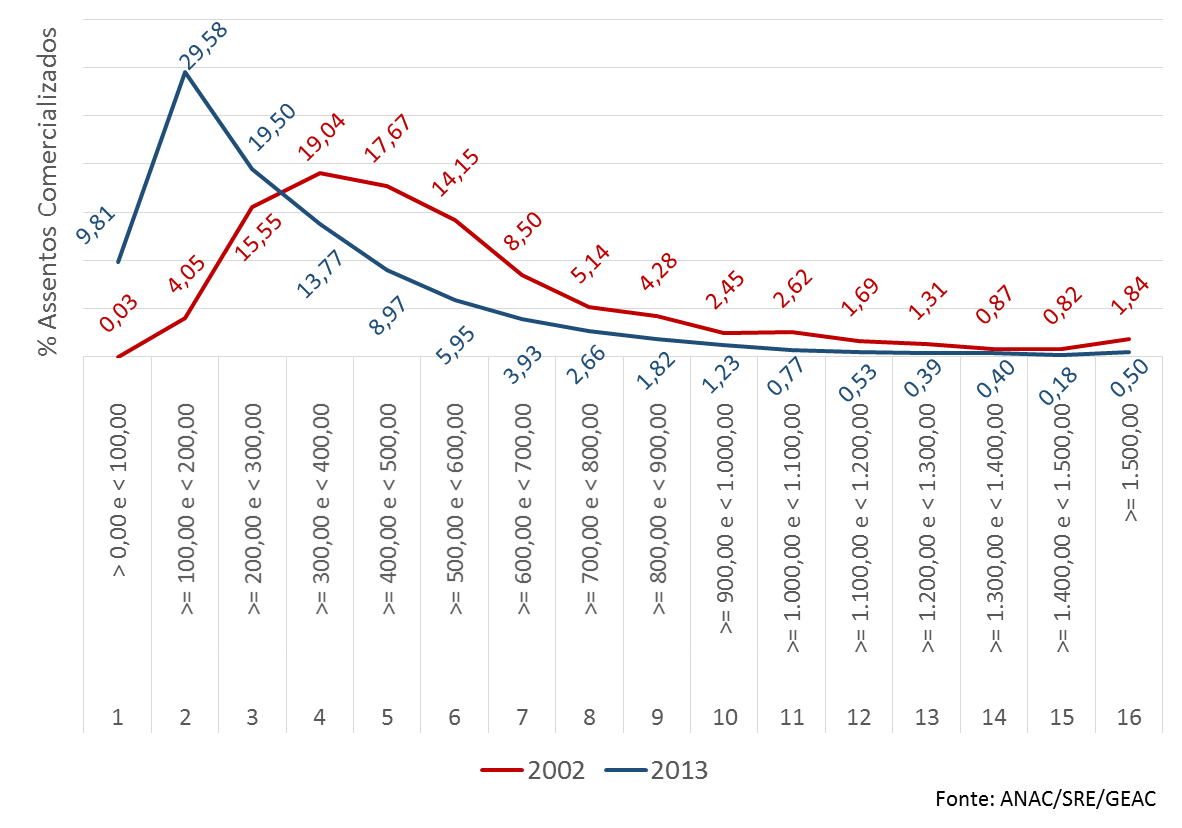 % Assentos Comercializados
29,58
9,81
19,50
13,77
8,97
5,95
3,93
2,66
1,82
1,23
0,77
0,53
0,39
0,40
0,18
0,50
0,03
4,05
15,55
19,04
17,67
14,15
8,50
5,14
4,28
2,45
2,62
1,69
1,31
0,87
0,82
1,84
> 0,00 e < 100,00
>= 100,00 e < 200,00
>= 200,00 e < 300,00
>= 300,00 e < 400,00
>= 400,00 e < 500,00
>= 500,00 e < 600,00
>= 600,00 e < 700,00
>= 700,00 e < 800,00
>= 800,00 e < 900,00
>= 900,00 e < 1.000,00
>= 1.000,00 e < 1.100,00
>= 1.100,00 e < 1.200,00
>= 1.200,00 e < 1.300,00
>= 1.300,00 e < 1.400,00
>= 1.400,00 e < 1.500,00
>= 1.500,00
1 2 3 4 5 6 7 8 9 10 11 12 13 14 15 16
2002 2013
Fonte: ANAC/SRE/GEAC